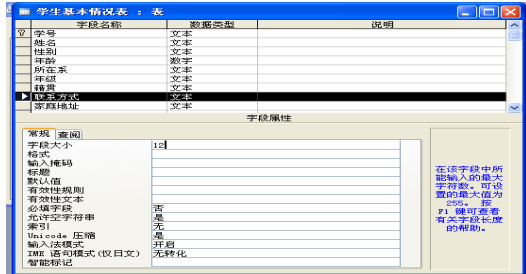 学生基本情况表 ： 表
字段名称 数据类型 说明
学号 文本
姓名 文本
性别 文本
年龄 数字
所在系 文本
年级 文本
籍贯 文本
联系方式 文本
家庭地址 文本
字段属性
常规 查阅
字段大小 12
格式
输入掩码
标题
默认值
有效性规则
有效性文本
必填字段 否
允许空字符串 是
索引 无
Unicode 压缩 是
输入法模式 开启
IME 语句模式(仅日文) 无转化
智能标记
在该字段中所
能输入的最大
字符数。可设
置的最大值为
255。 按
F1 键可查看
有关字段长度
的帮助。